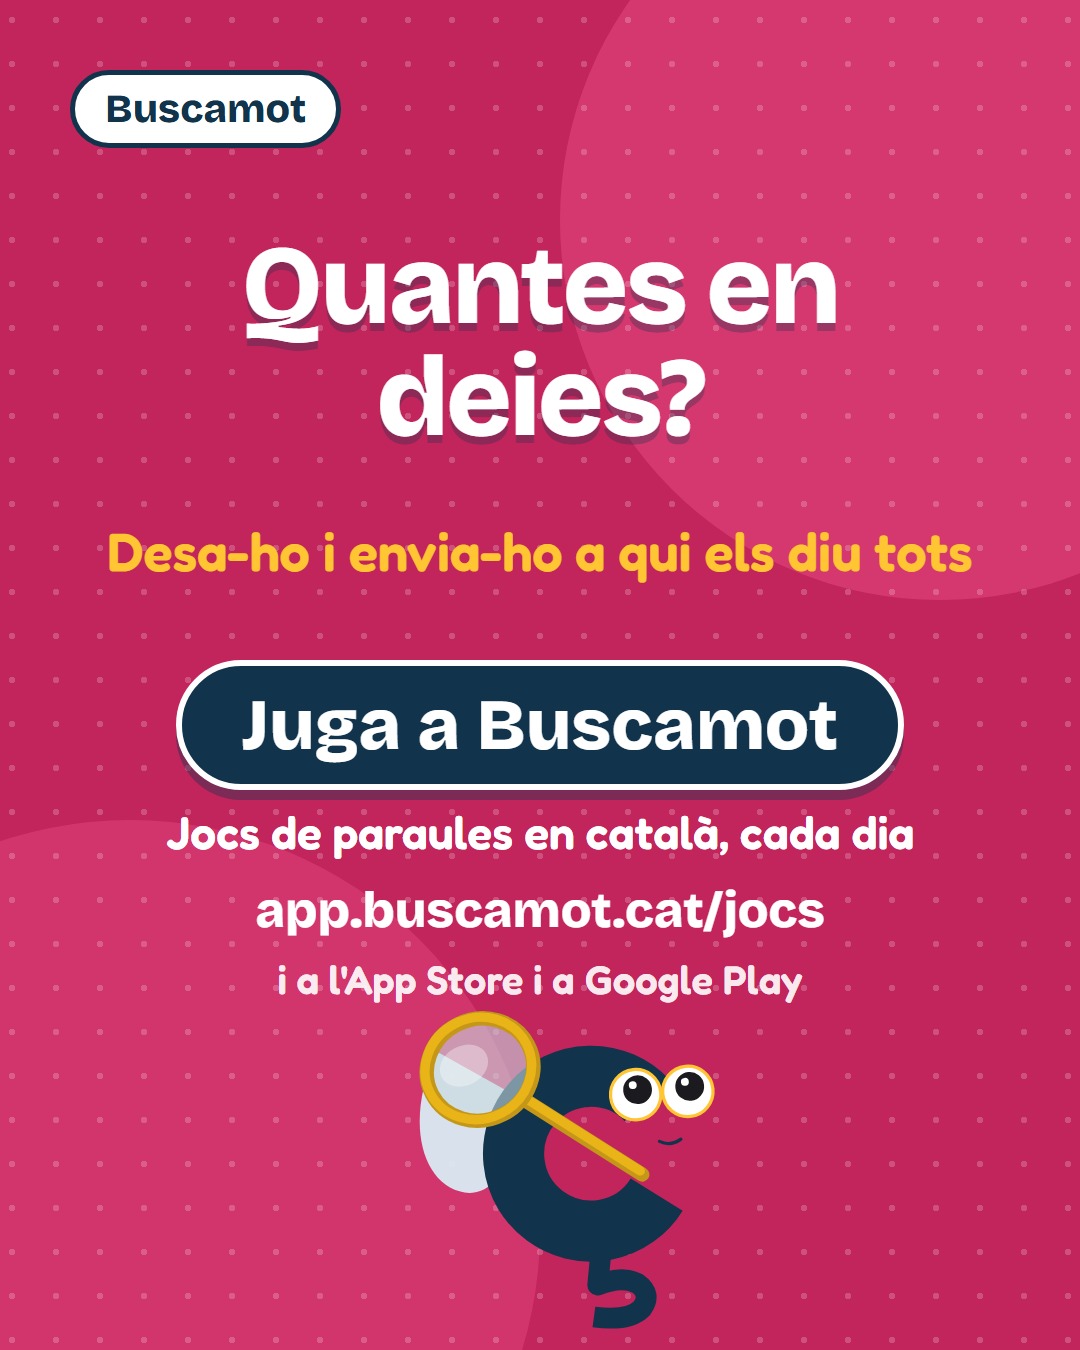 Buscamot
Quantes en
deies?
Desa-ho i envia-ho a qui els diu tots
Juga a Buscamot
Jocs de paraules en català, cada dia
app.buscamot.cat/jocs
i a l'App Store i a Google Play